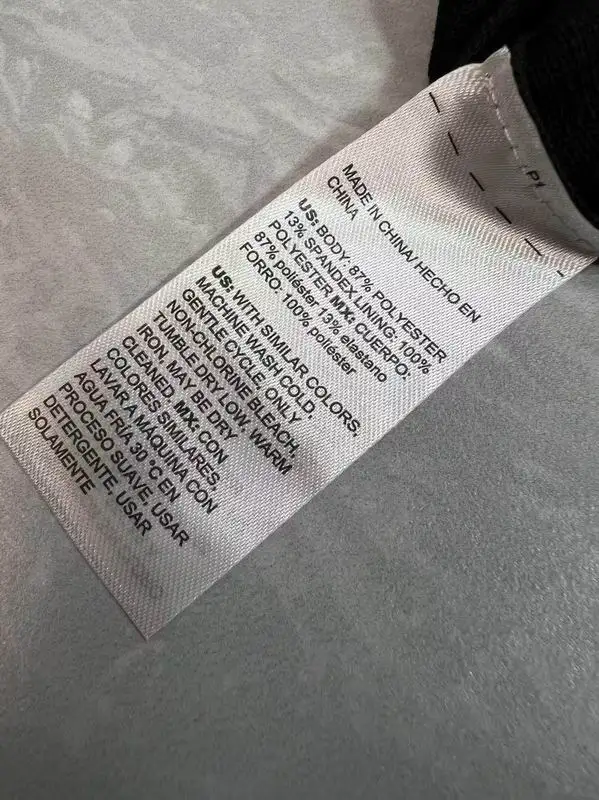 P1
MADE IN CHINA/ HECHO EN
CHINA
US: BODY: 87% POLYESTER
13% SPANDEX LINING: 100%
POLYESTER MX: CUERPO:
87% poliéster 13% elastano
FORRO: 100% poliéster
US: WITH SIMILAR COLORS,
MACHINE WASH COLD,
GENTLE CYCLE, ONLY
NON-CHLORINE BLEACH,
TUMBLE DRY LOW, WARM
IRON, MAY BE DRY
CLEANED. MX: CON
COLORES SIMILARES,
LAVAR A MÁQUINA CON
AGUA FRÍA 30 °C EN
PROCESO SUAVE, USAR
DETERGENTE, USAR
SOLAMENTE